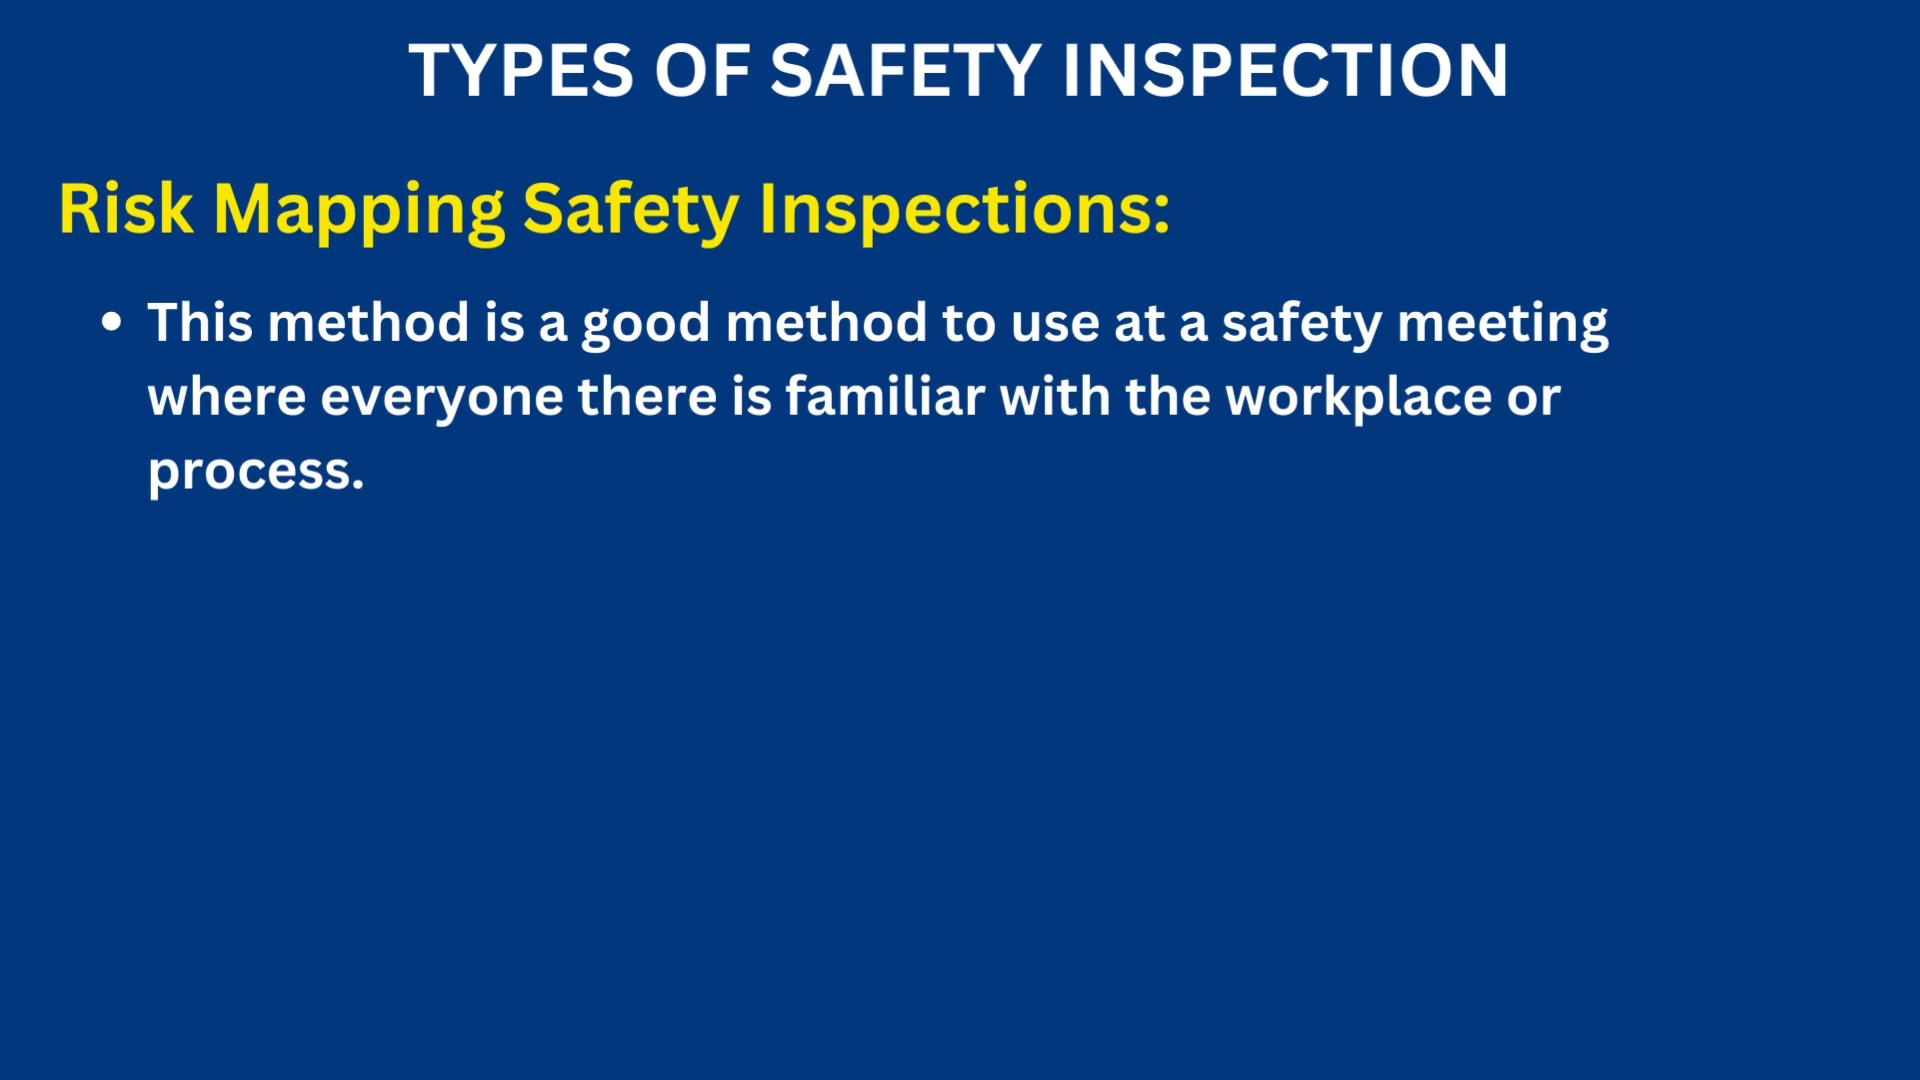 TYPES OF SAFETY INSPECTION
Risk Mapping Safety Inspections:
• This method is a good method to use at a safety meeting
where everyone there is familiar with the workplace or
process.